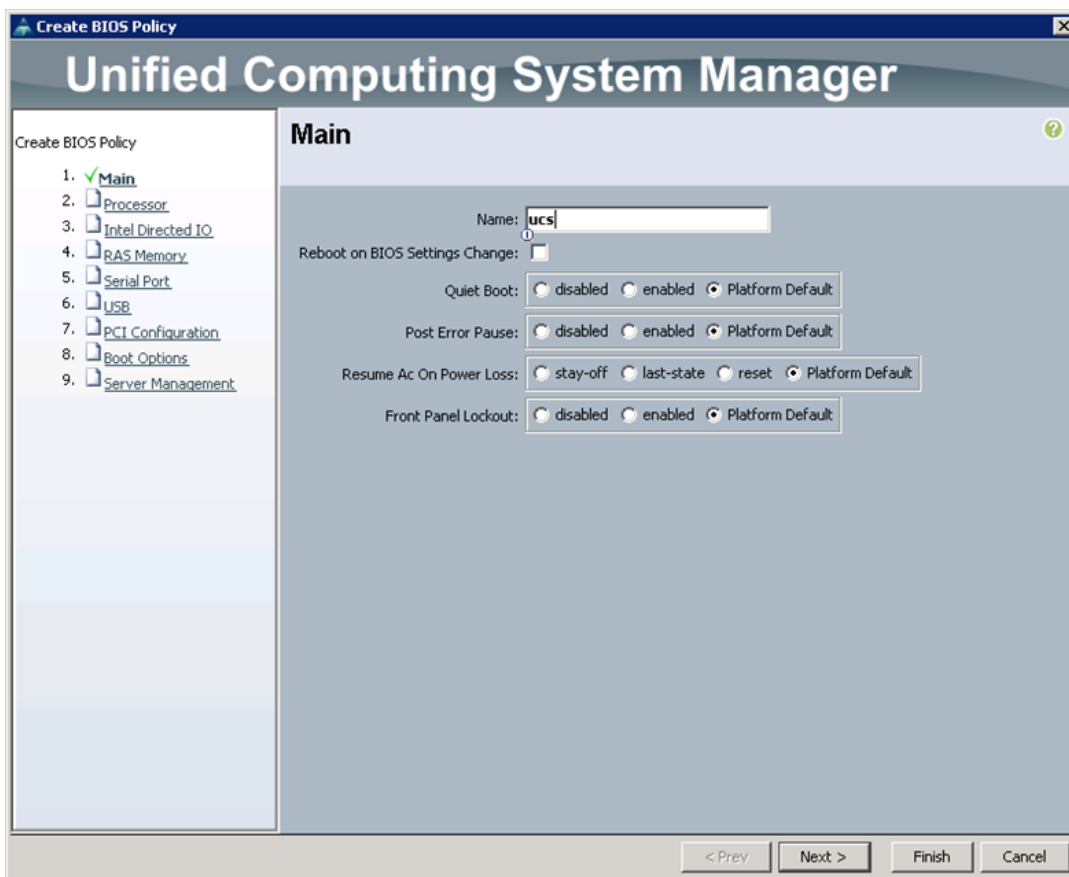 Create BIOS Policy
Unified Computing System Manager
Create BIOS Policy
1. Main
2. Processor
3. Intel Directed IO
4. RAS Memory
5. Serial Port
6. USB
7. PCI Configuration
8. Boot Options
9. Server Management
Main
Name: ucs
Reboot on BIOS Settings Change:
Quiet Boot: disabled enabled Platform Default
Post Error Pause: disabled enabled Platform Default
Resume Ac On Power Loss: stay-off last-state reset Platform Default
Front Panel Lockout: disabled enabled Platform Default
< Prev Next > Finish Cancel